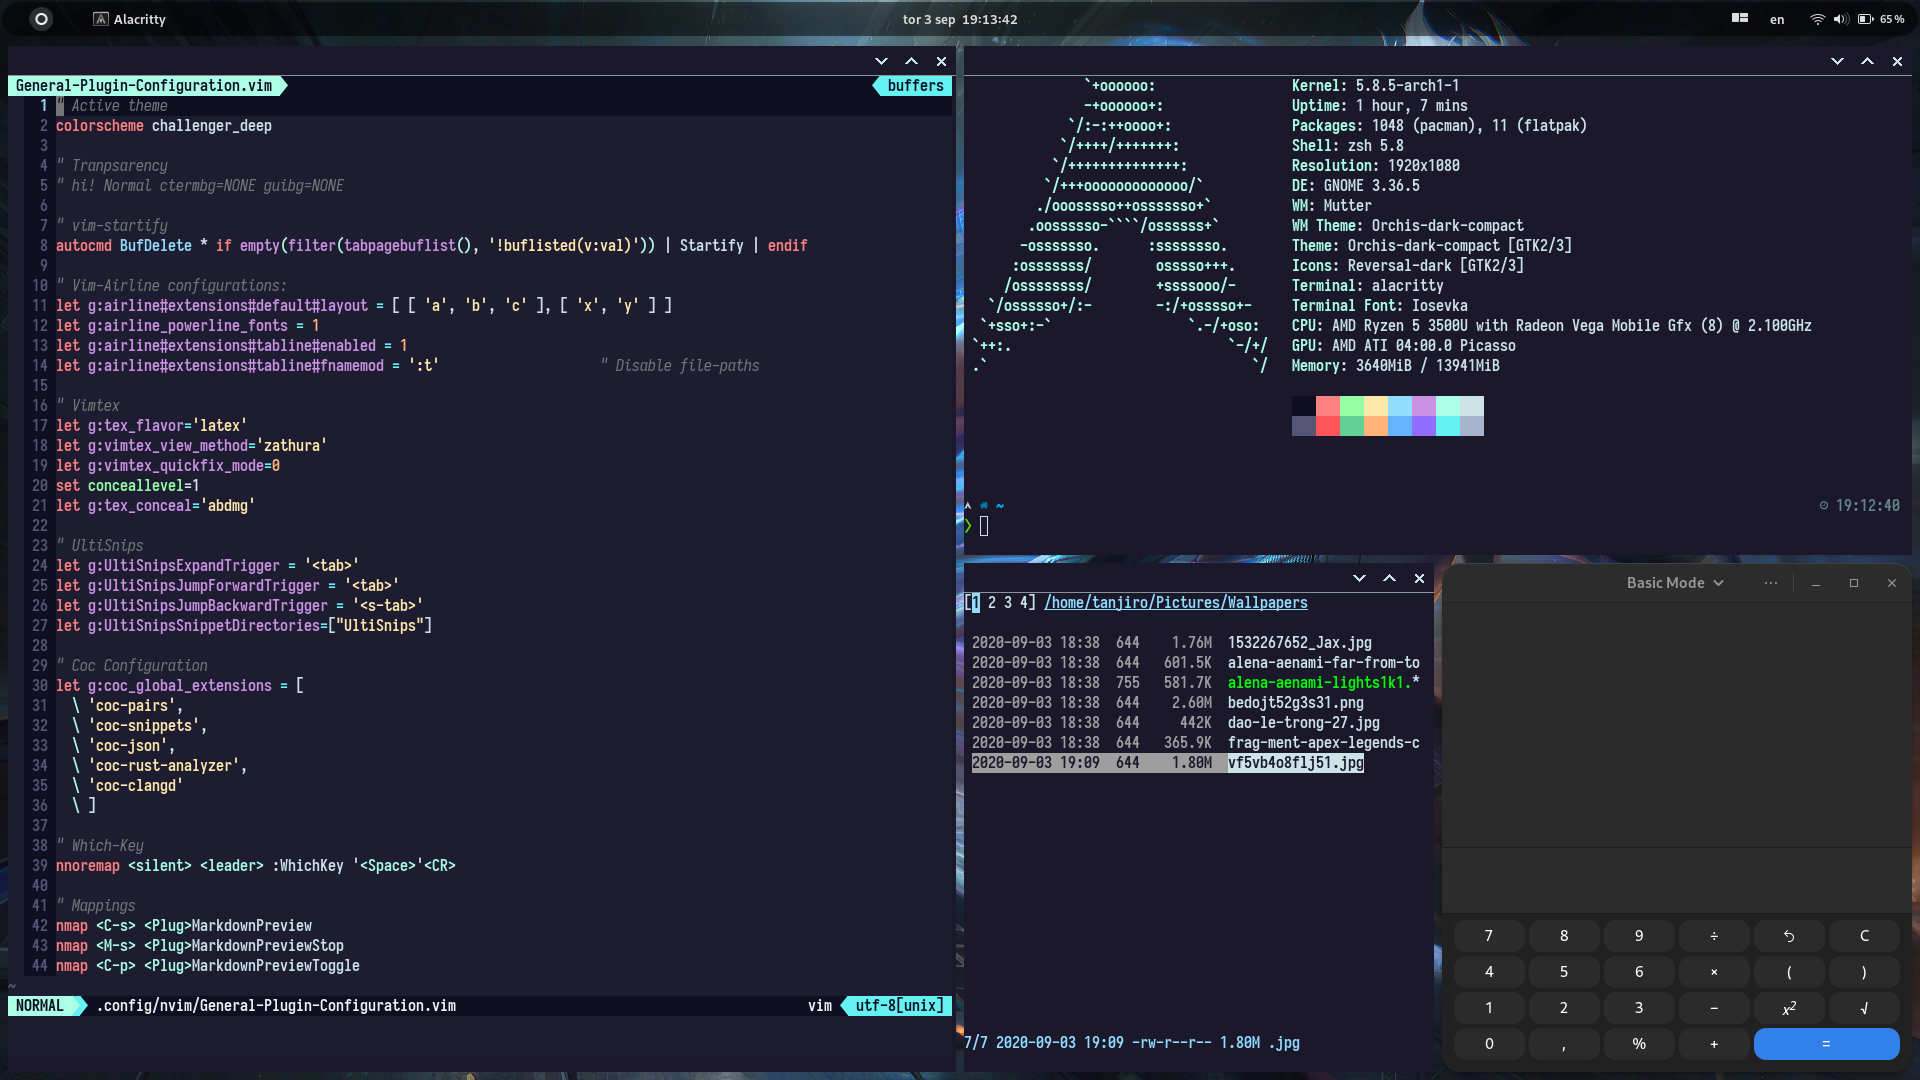 Alacritty
tor 3 sep 19:13:42
en
65 %
General-Plugin-Configuration.vim
buffers
1 " Active theme
2 colorscheme challenger_deep
3
4 " Tranpsarency
5 " hi! Normal ctermbg=NONE guibg=NONE
6
7 " vim-startify
8 autocmd BufDelete * if empty(filter(tabpagebuflist(), '!buflisted(v:val)')) | Startify | endif
9
10 " Vim-Airline configurations:
11 let g:airline#extensions#default#layout = [ [ 'a', 'b', 'c' ], [ 'x', 'y' ] ]
12 let g:airline_powerline_fonts = 1
13 let g:airline#extensions#tabline#enabled = 1
14 let g:airline#extensions#tabline#fnamemod = ':t' " Disable file-paths
15
16 " Vimtex
17 let g:tex_flavor='latex'
18 let g:vimtex_view_method='zathura'
19 let g:vimtex_quickfix_mode=0
20 set conceallevel=1
21 let g:tex_conceal='abdmg'
22
23 " UltiSnips
24 let g:UltiSnipsExpandTrigger = '<tab>'
25 let g:UltiSnipsJumpForwardTrigger = '<tab>'
26 let g:UltiSnipsJumpBackwardTrigger = '<s-tab>'
27 let g:UltiSnipsSnippetDirectories=["UltiSnips"]
28
29 " Coc Configuration
30 let g:coc_global_extensions = [
31 \ 'coc-pairs',
32 \ 'coc-snippets',
33 \ 'coc-json',
34 \ 'coc-rust-analyzer',
35 \ 'coc-clangd'
36 \ ]
37
38 " Which-Key
39 nnoremap <silent> <leader> :WhichKey '<Space>'<CR>
40
41 " Mappings
42 nmap <C-s> <Plug>MarkdownPreview
43 nmap <M-s> <Plug>MarkdownPreviewStop
44 nmap <C-p> <Plug>MarkdownPreviewToggle
~
NORMAL .config/nvim/General-Plugin-Configuration.vim vim utf-8[unix]
`+oooooo: Kernel: 5.8.5-arch1-1
-+oooooo+: Uptime: 1 hour, 7 mins
`/:-:++oooo+: Packages: 1048 (pacman), 11 (flatpak)
`/++++/+++++++: Shell: zsh 5.8
`/++++++++++++++: Resolution: 1920x1080
`/+++ooooooooooooo/` DE: GNOME 3.36.5
./ooosssso++osssssso+` WM: Mutter
.oossssso-````/ossssss+` WM Theme: Orchis-dark-compact
-osssssso. :ssssssso. Theme: Orchis-dark-compact [GTK2/3]
:osssssss/ osssso+++. Icons: Reversal-dark [GTK2/3]
/ossssssss/ +ssssooo/- Terminal: alacritty
`/ossssso+/:- -:/+osssso+- Terminal Font: Iosevka
`+sso+:-` `.-/+oso: CPU: AMD Ryzen 5 3500U with Radeon Vega Mobile Gfx (8) @ 2.100GHz
`++:. `-/+/ GPU: AMD ATI 04:00.0 Picasso
.` `/ Memory: 3640MiB / 13941MiB
~ 19:12:40
❯
[1 2 3 4] /home/tanjiro/Pictures/Wallpapers
2020-09-03 18:38 644 1.76M 1532267652_Jax.jpg
2020-09-03 18:38 644 601.5K alena-aenami-far-from-to
2020-09-03 18:38 755 581.7K alena-aenami-lights1k1.*
2020-09-03 18:38 644 2.60M bedojt52g3s31.png
2020-09-03 18:38 644 442K dao-le-trong-27.jpg
2020-09-03 18:38 644 365.9K frag-ment-apex-legends-c
2020-09-03 19:09 644 1.80M vf5vb4o8flj51.jpg
7/7 2020-09-03 19:09 -rw-r--r-- 1.80M .jpg
Basic Mode
7 8 9 ÷ C
4 5 6 × ( )
1 2 3 − x² √
0 , % + =